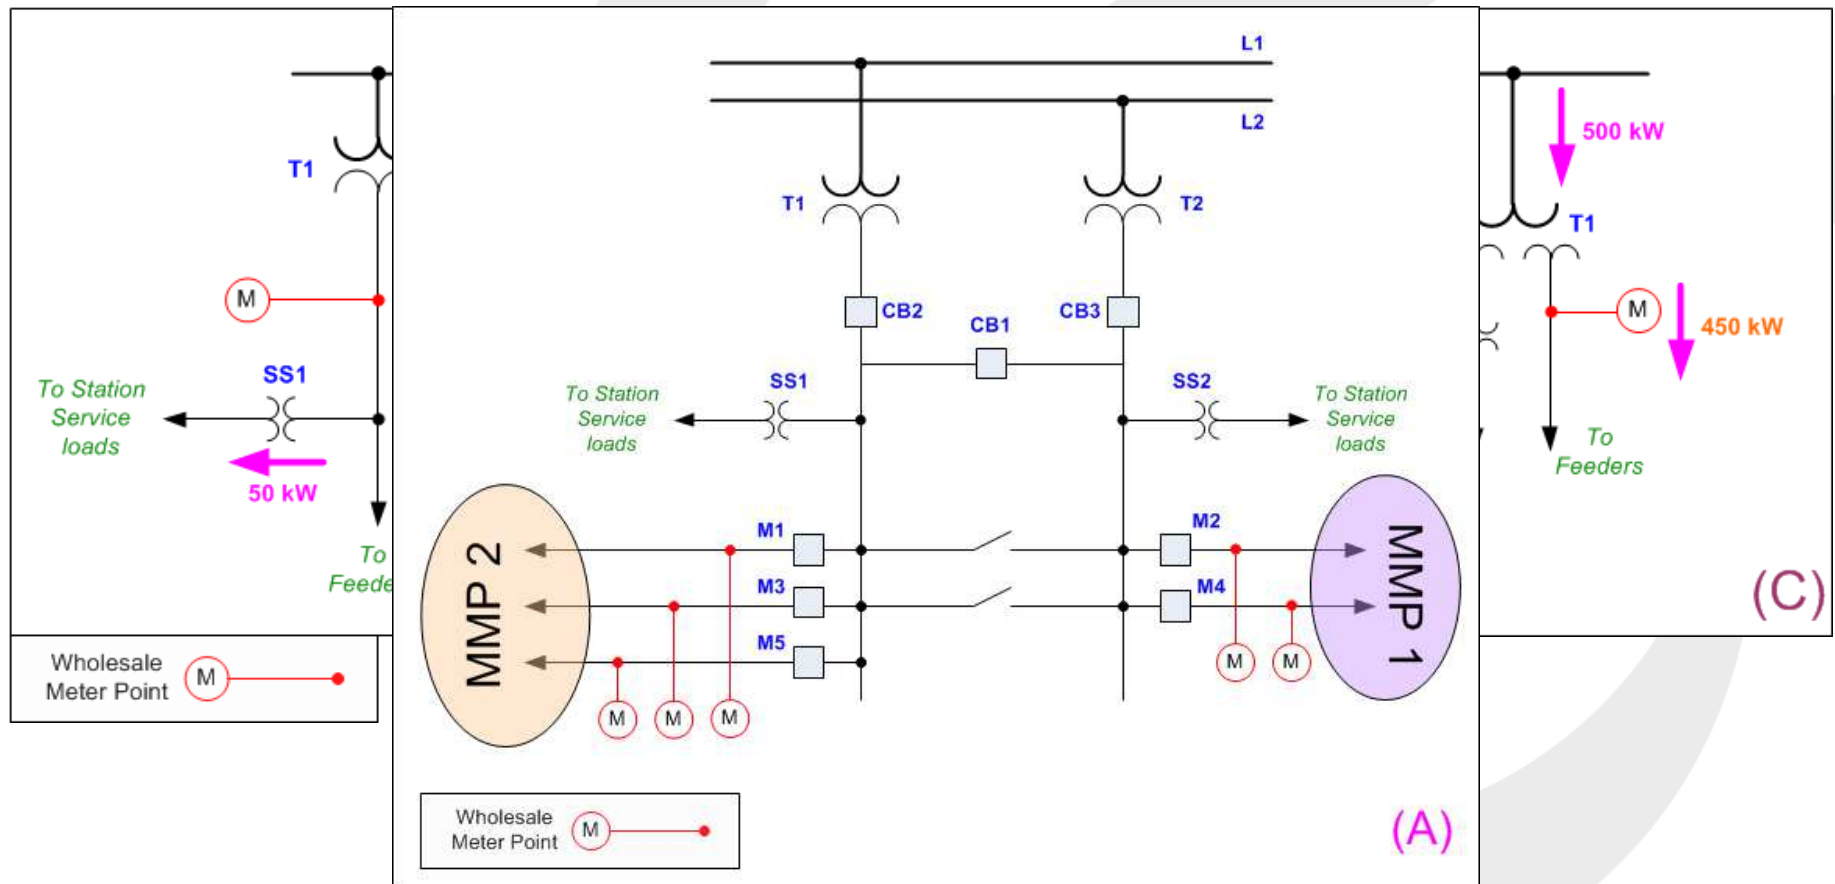 T1
M
SS1
To Station
Service
loads
50 kW
To
Feede
Wholesale
Meter Point
M
L1
L2
T1
T2
CB2
CB1
CB3
SS1
To Station
Service
loads
SS2
To Station
Service
loads
M1
M2
M3
M4
M5
MMP 2
MMP 1
M
M
M
M
M
Wholesale
Meter Point
M
(A)
500 kW
T1
M
450 kW
To
Feeders
(C)